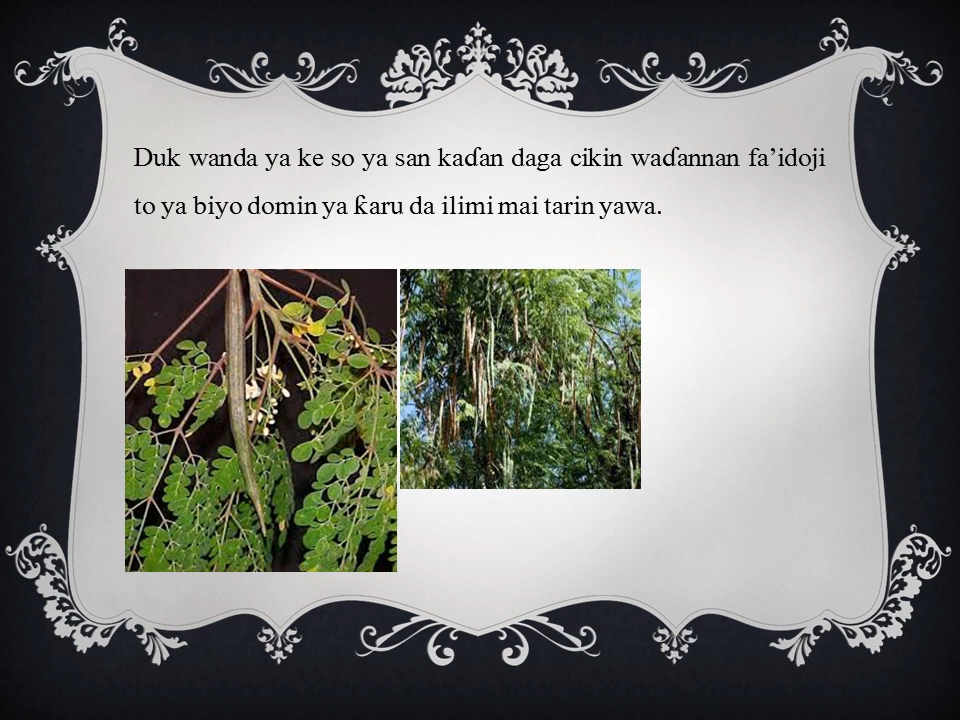 Duk wanda ya ke so ya san kaɗan daga cikin waɗannan fa’idoji
to ya biyo domin ya ƙaru da ilimi mai tarin yawa.